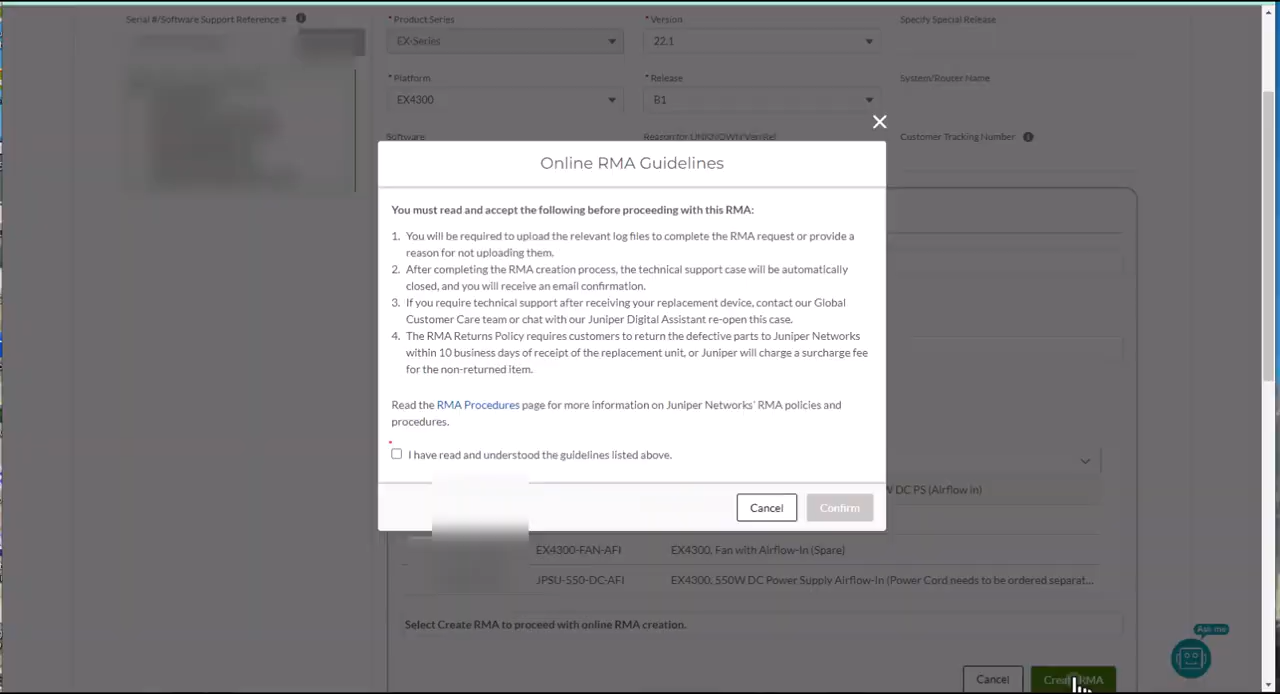 Serial #/Software Support Reference #
* Product Series
* Version
Specify Special Release
EX-Series
22.1
* Platform
* Release
System/Router Name
EX4300
B1
Software
Reason for UNKNOWN Ver/Rel
Customer Tracking Number
Online RMA Guidelines
You must read and accept the following before proceeding with this RMA:
1. You will be required to upload the relevant log files to complete the RMA request or provide a
reason for not uploading them.
2. After completing the RMA creation process, the technical support case will be automatically
closed, and you will receive an email confirmation.
3. If you require technical support after receiving your replacement device, contact our Global
Customer Care team or chat with our Juniper Digital Assistant re-open this case.
4. The RMA Returns Policy requires customers to return the defective parts to Juniper Networks
within 10 business days of receipt of the replacement unit, or Juniper will charge a surcharge fee
for the non-returned item.
Read the RMA Procedures page for more information on Juniper Networks' RMA policies and
procedures.
* I have read and understood the guidelines listed above.
DC PS (Airflow in)
Cancel Confirm
EX4300-FAN-AFI EX4300, Fan with Airflow-In (Spare)
JPSU-550-DC-AFI EX4300, 550W DC Power Supply Airflow-In (Power Cord needs to be ordered separat...
Select Create RMA to proceed with online RMA creation.
Ask me
Cancel Create RMA